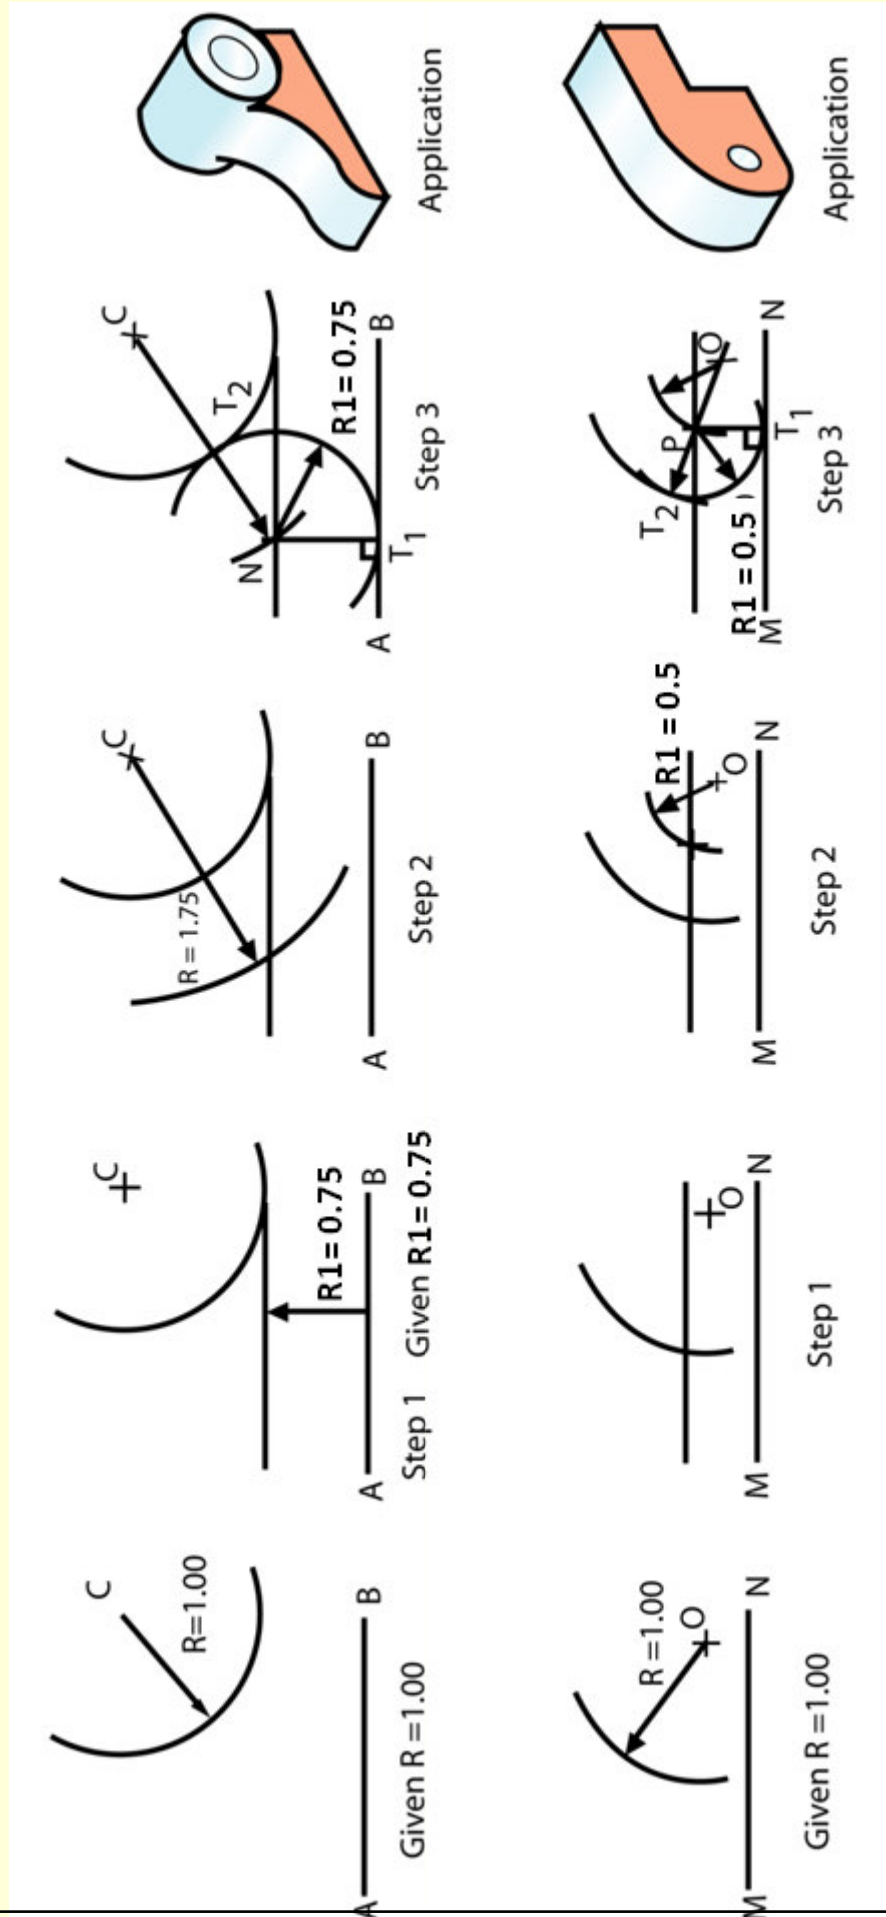 C
R=1.00
A B
Given R =1.00
C
R1= 0.75
A B
Step 1 Given R1= 0.75
C
R = 1.75
A B
Step 2
C
T2
N
R1= 0.75
A T1 B
Step 3
Application
R =1.00
O
M N
Given R =1.00
O
M N
Step 1
R1 = 0.5
O
M N
Step 2
T2 P O
R1 = 0.5
M T1 N
Step 3
Application